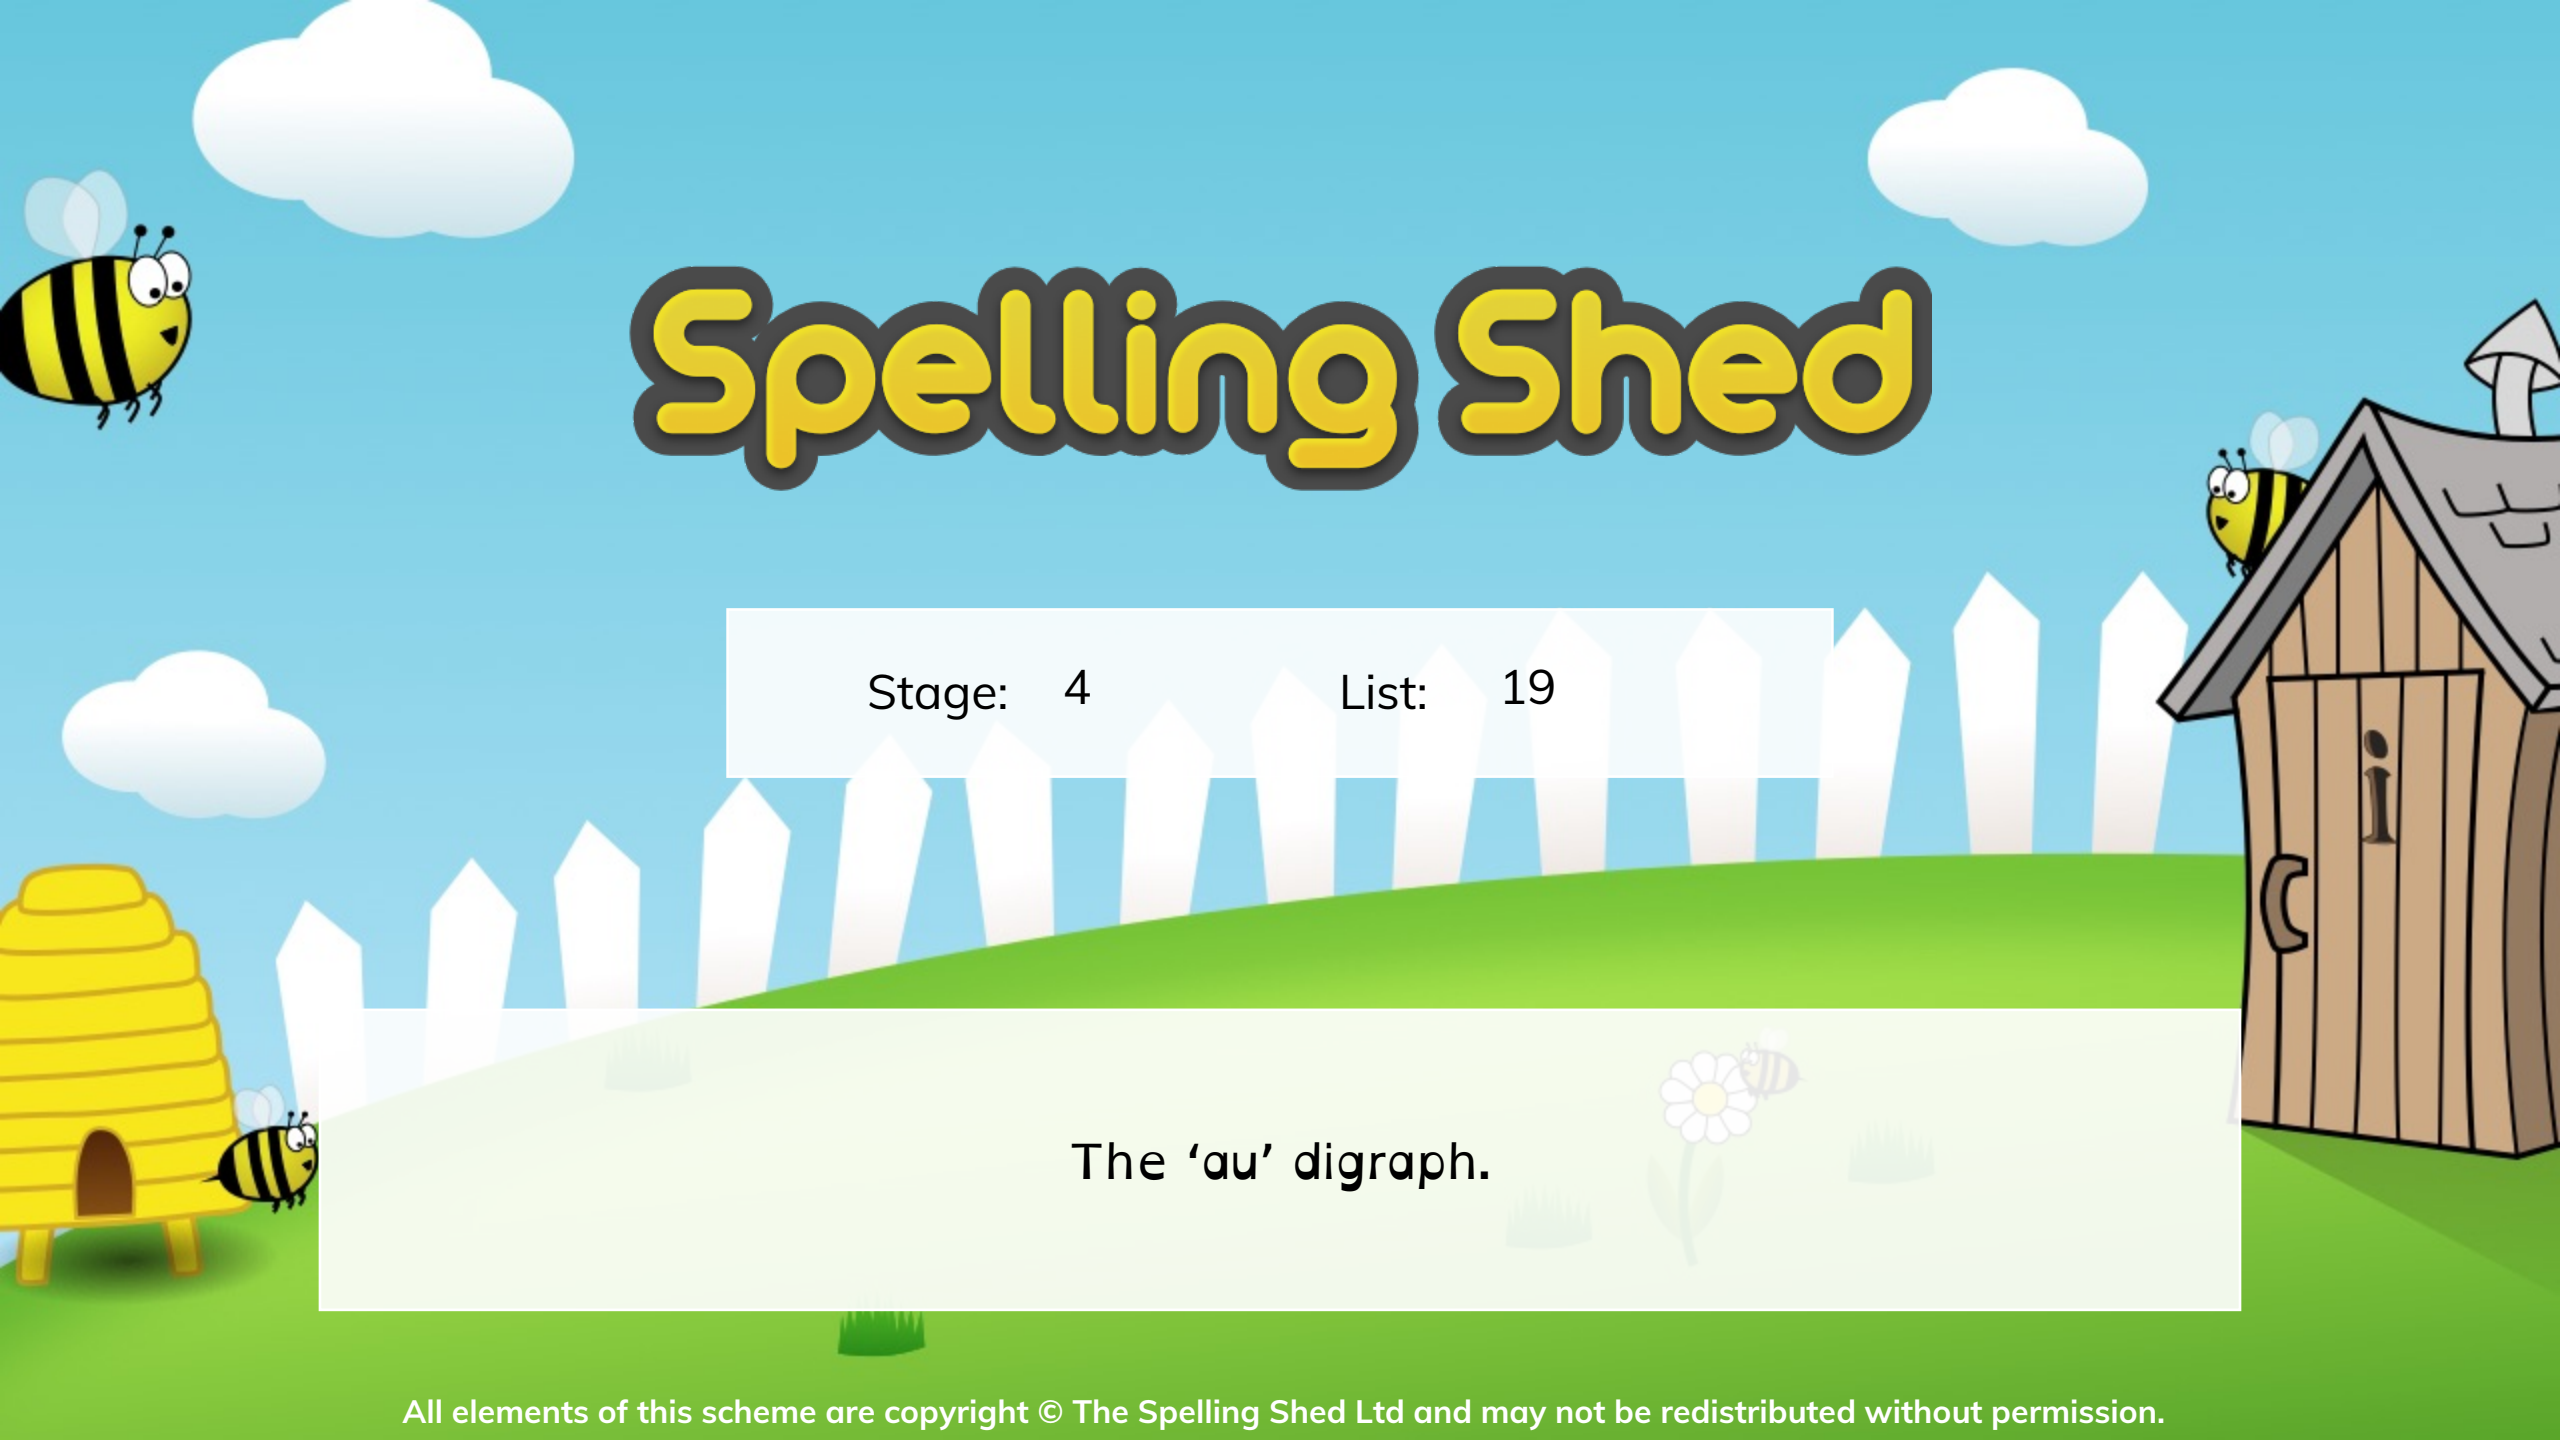 Spelling Shed
Stage: 4 List: 19
The ‘au’ digraph.
All elements of this scheme are copyright © The Spelling Shed Ltd and may not be redistributed without permission.